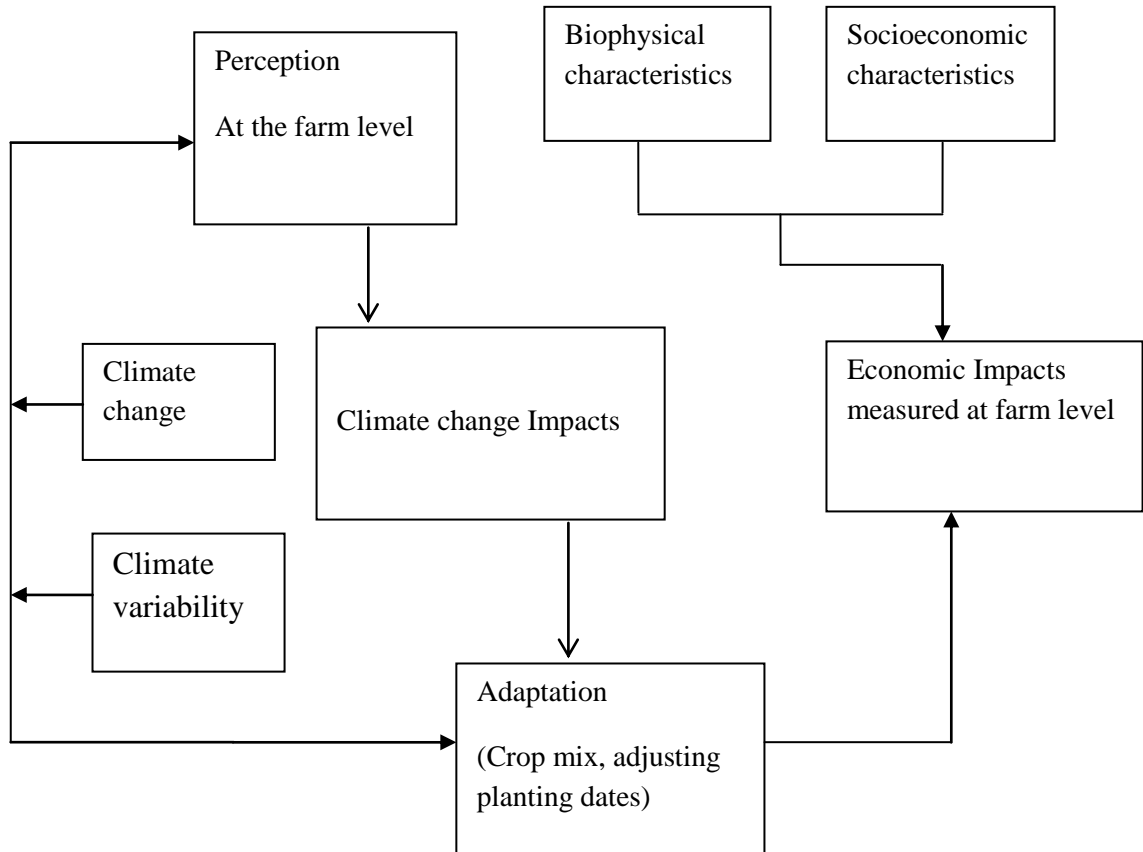 Perception
At the farm level
Biophysical
characteristics
Socioeconomic
characteristics
Climate
change
Climate change Impacts
Economic Impacts
measured at farm level
Climate
variability
Adaptation
(Crop mix, adjusting
planting dates)